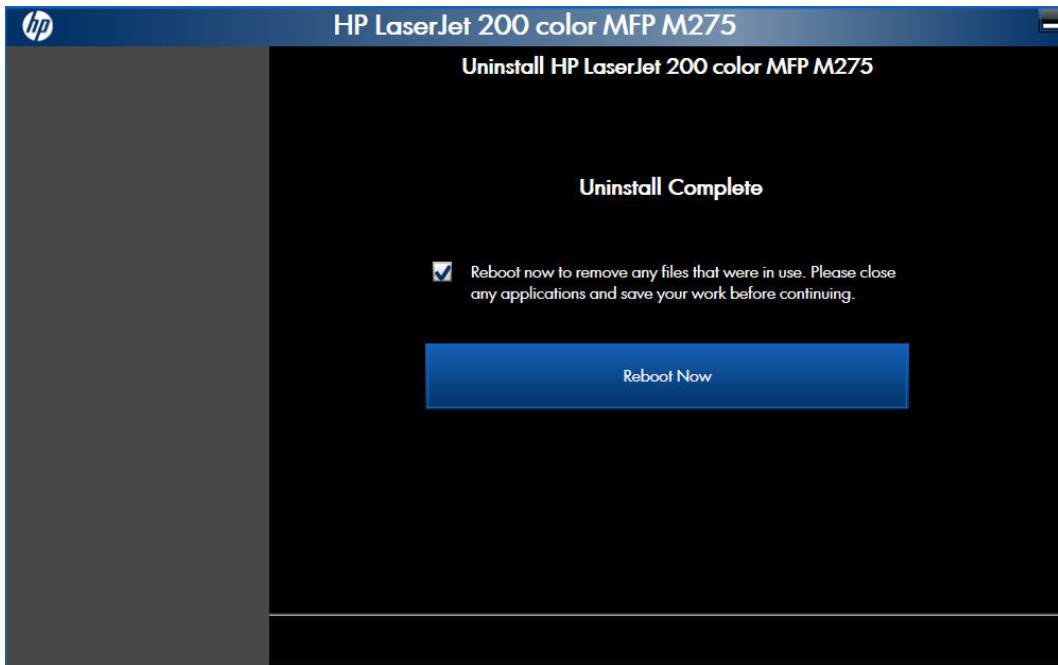 hp
HP LaserJet 200 color MFP M275
Uninstall HP LaserJet 200 color MFP M275
Uninstall Complete
Reboot now to remove any files that were in use. Please close
any applications and save your work before continuing.
Reboot Now